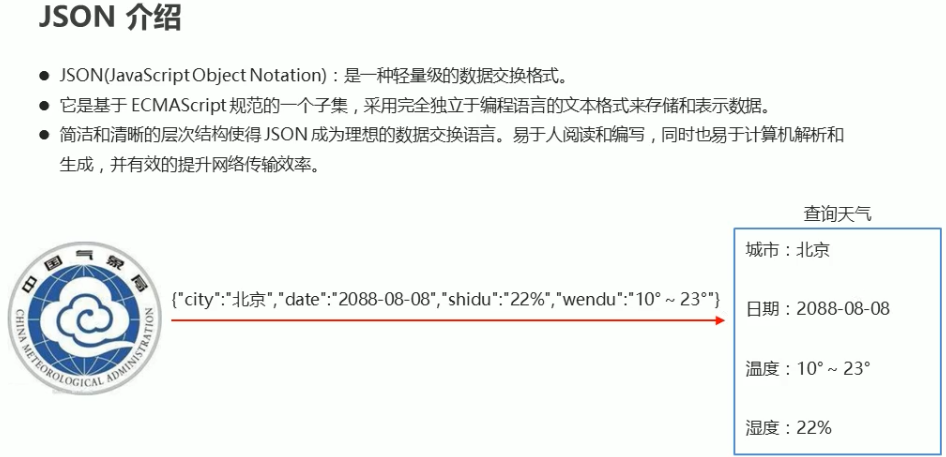 JSON 介绍
● JSON(JavaScript Object Notation)：是一种轻量级的数据交换格式。
● 它是基于 ECMAScript 规范的一个子集，采用完全独立于编程语言的文本格式来存储和表示数据。
● 简洁和清晰的层次结构使得 JSON 成为理想的数据交换语言。易于人阅读和编写，同时也易于计算机解析和
生成，并有效的提升网络传输效率。
查询天气
中国气象局
CHINA METEOROLOGICAL ADMINISTRATION
{"city":"北京","date":"2088-08-08","shidu":"22%","wendu":"10° ~ 23°"}
城市：北京
日期：2088-08-08
温度：10° ~ 23°
湿度：22%